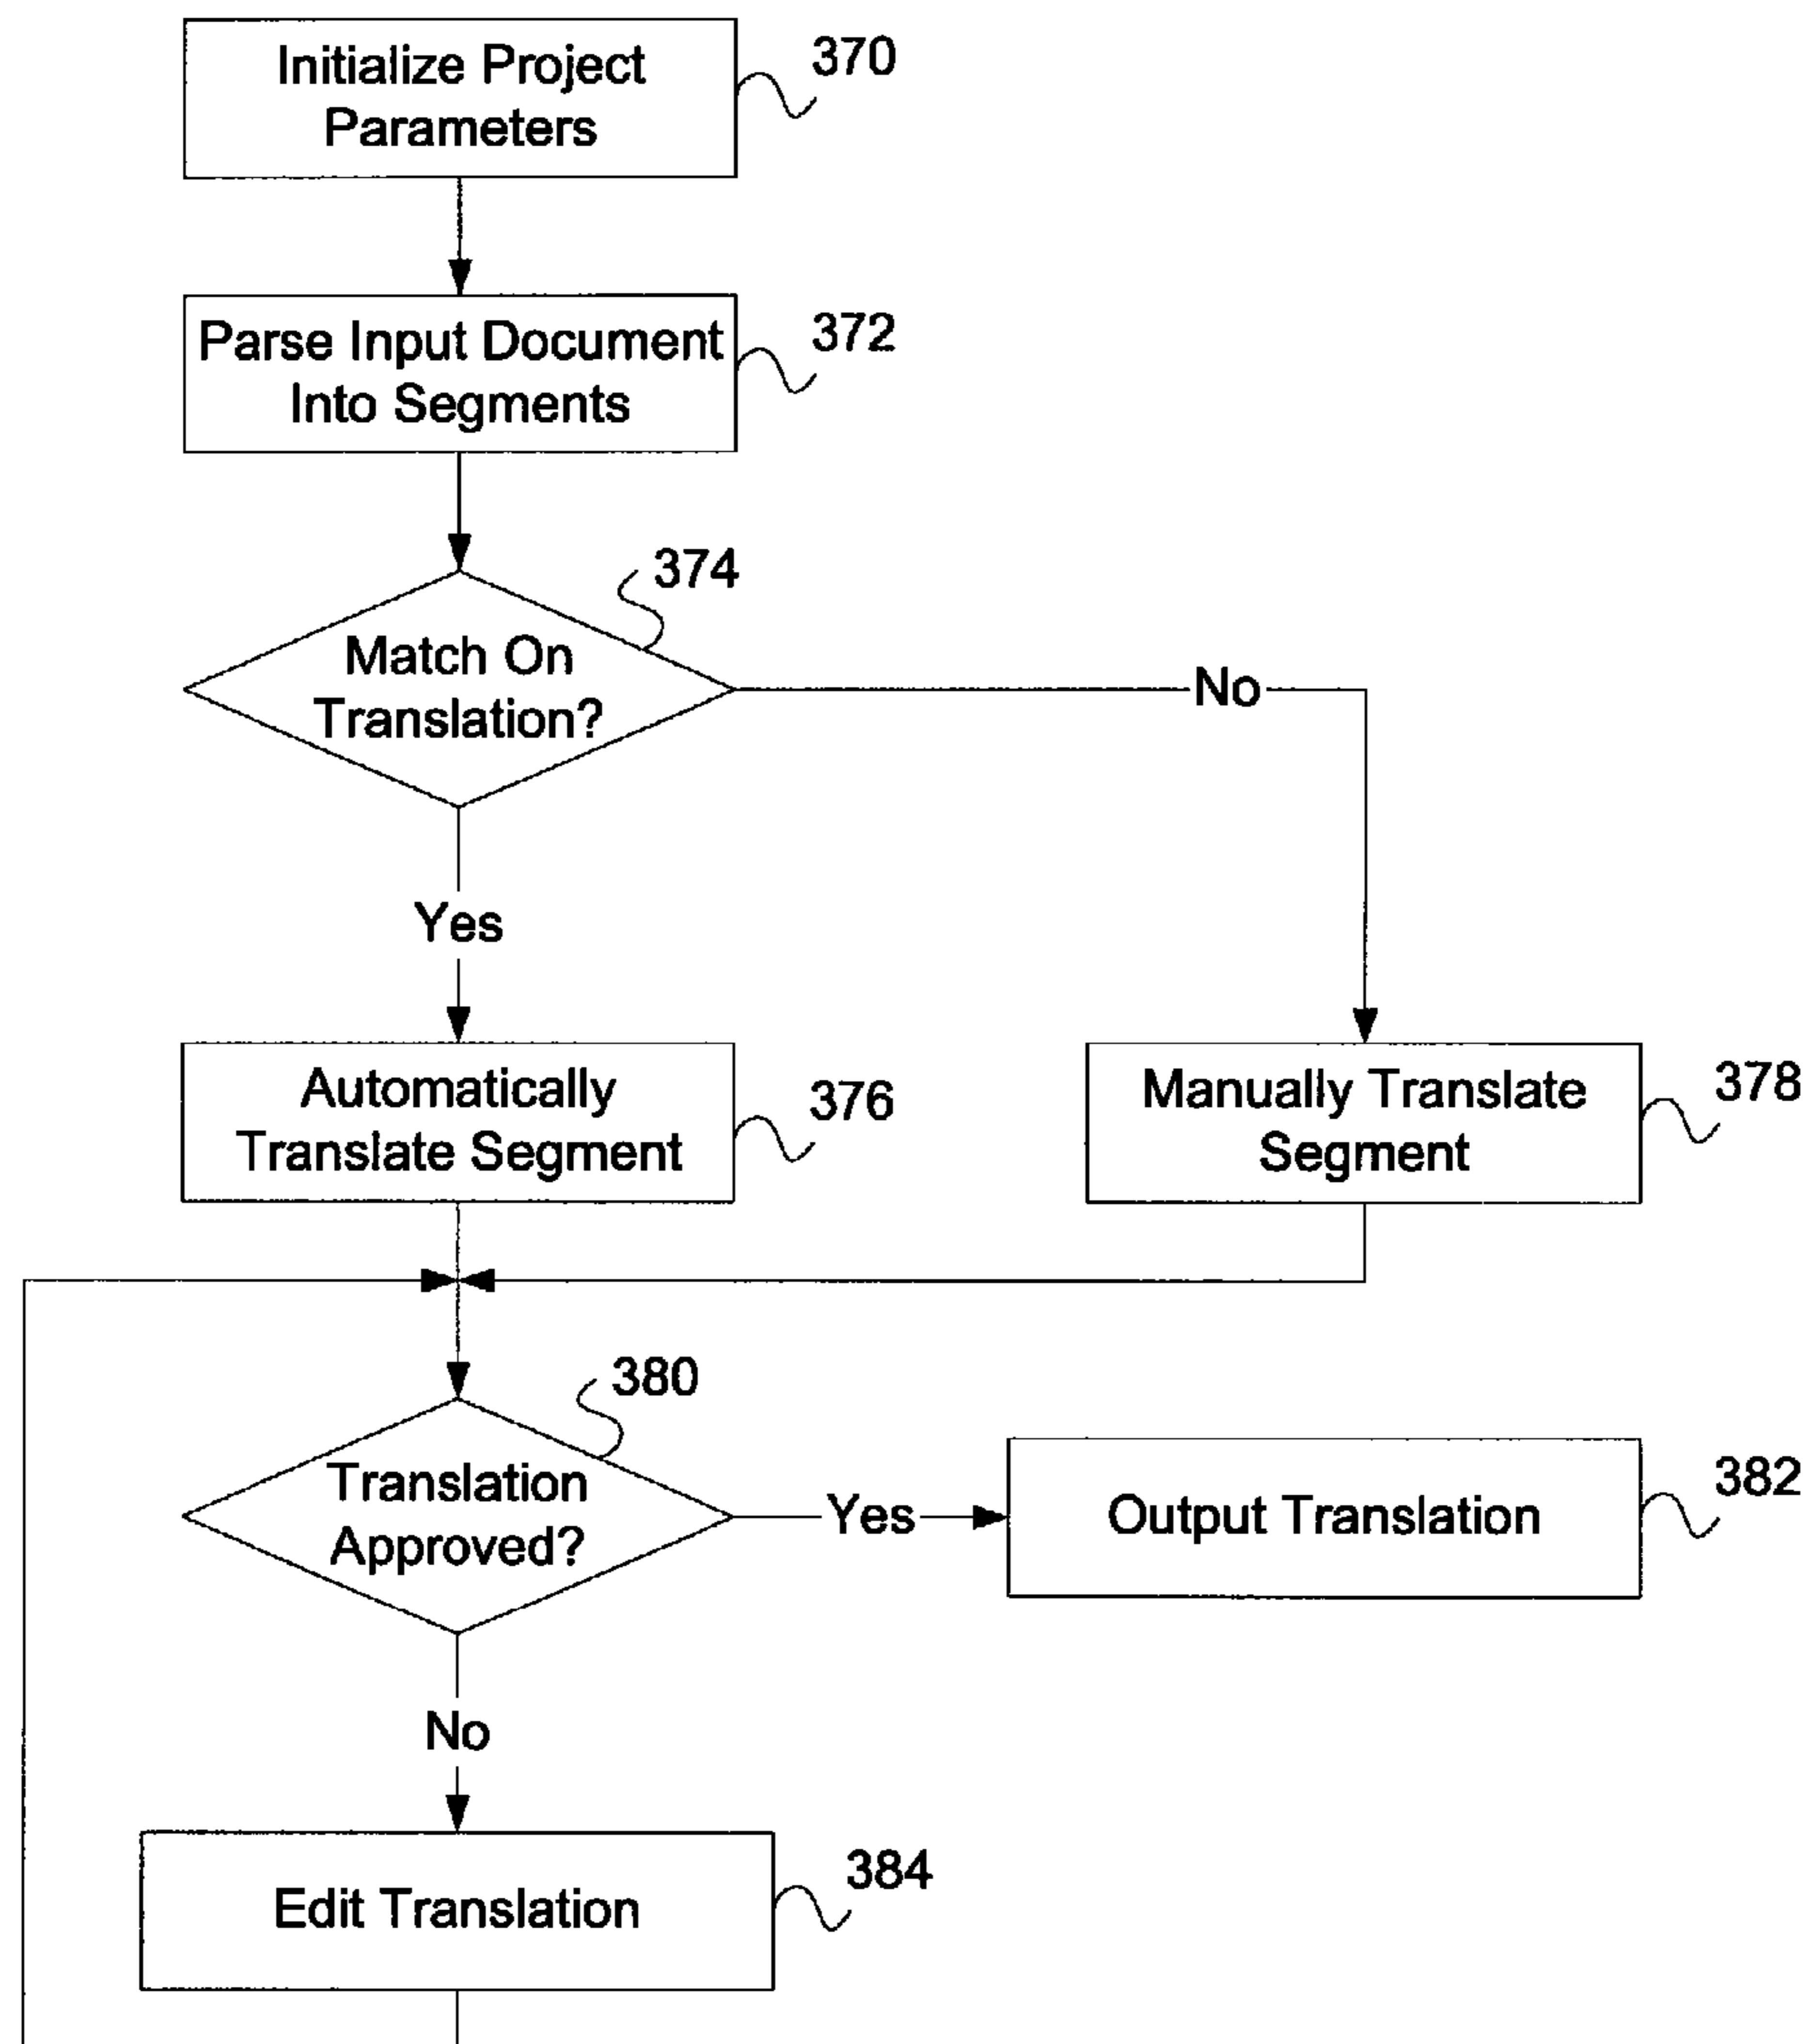 Initialize Project
Parameters
370
Parse Input Document
Into Segments
372
374
Match On
Translation?
No
Yes
Automatically
Translate Segment
376
Manually Translate
Segment
378
380
Translation
Approved?
Yes
Output Translation
382
No
Edit Translation
384